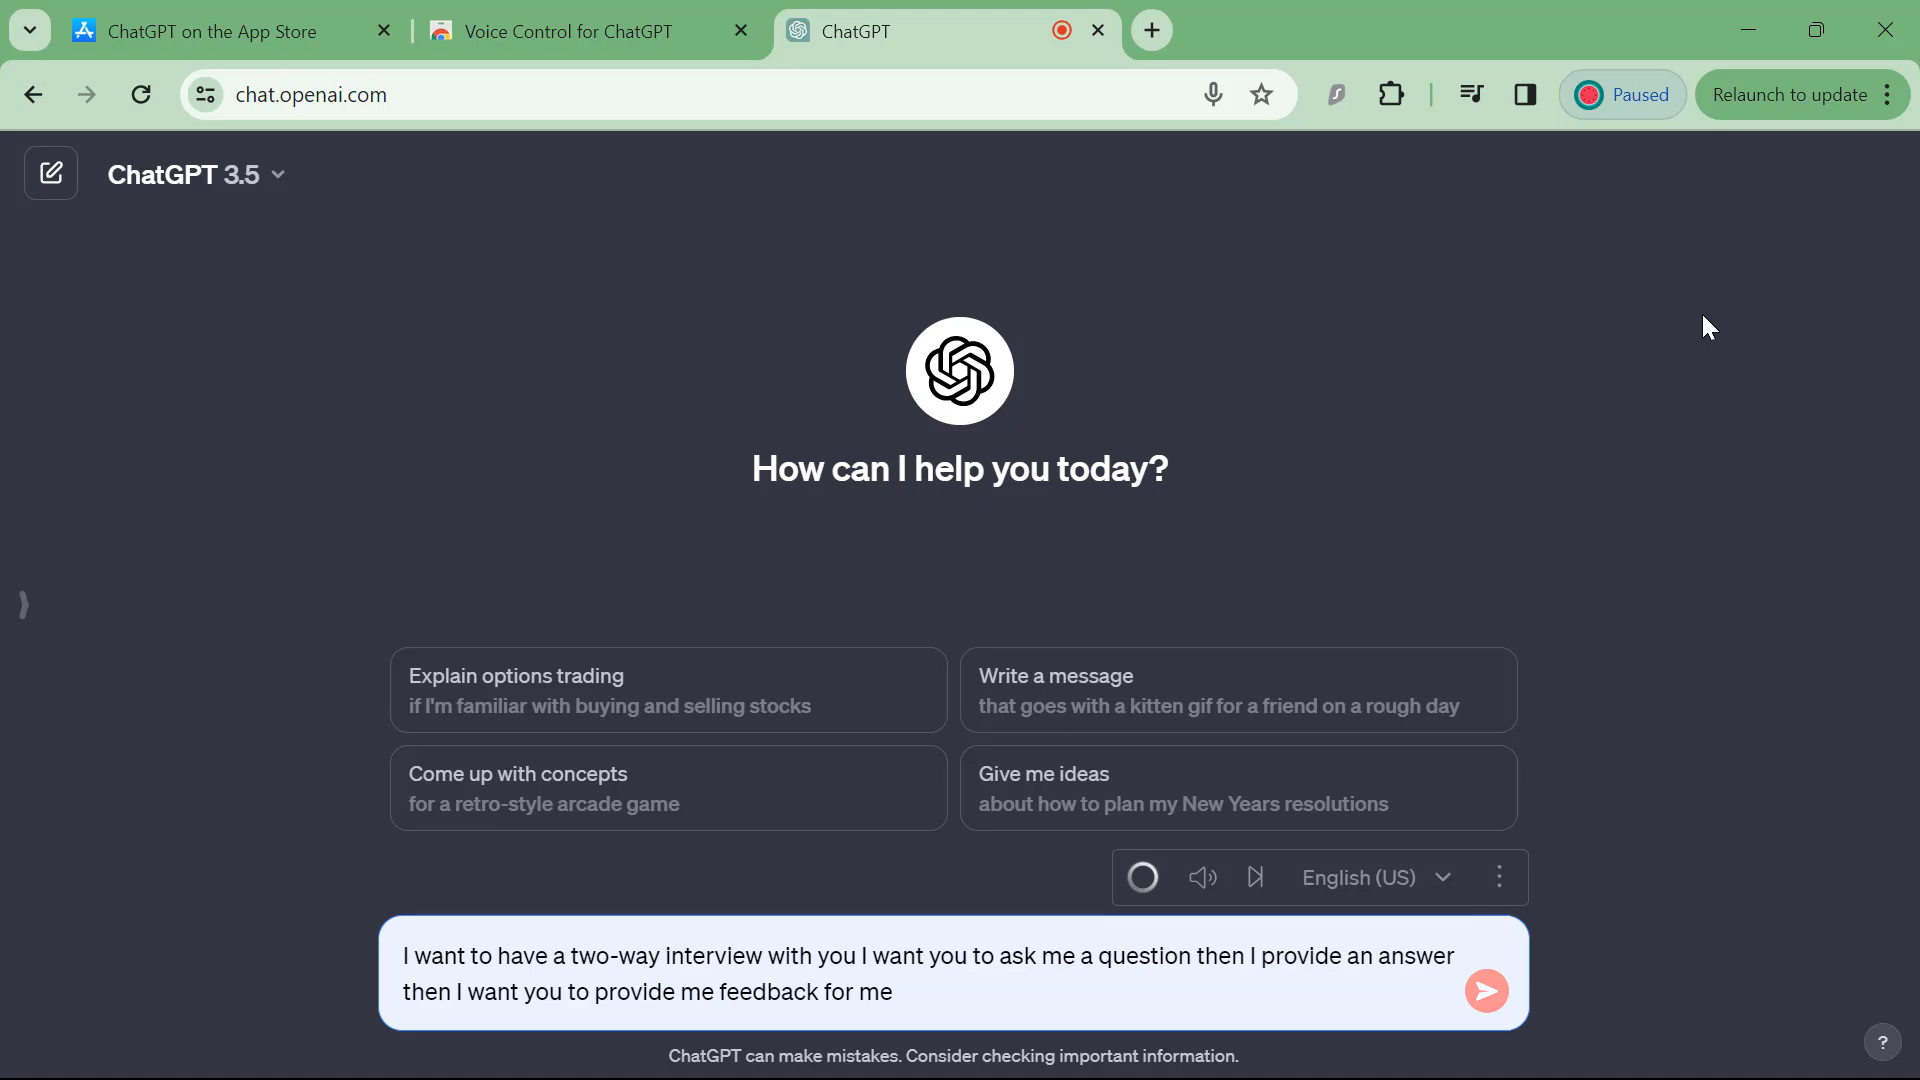 ChatGPT on the App Store
Voice Control for ChatGPT
ChatGPT
chat.openai.com
Paused
Relaunch to update
ChatGPT 3.5
How can I help you today?
Explain options trading
if I'm familiar with buying and selling stocks
Write a message
that goes with a kitten gif for a friend on a rough day
Come up with concepts
for a retro-style arcade game
Give me ideas
about how to plan my New Years resolutions
English (US)
I want to have a two-way interview with you I want you to ask me a question then I provide an answer
then I want you to provide me feedback for me
ChatGPT can make mistakes. Consider checking important information.
?